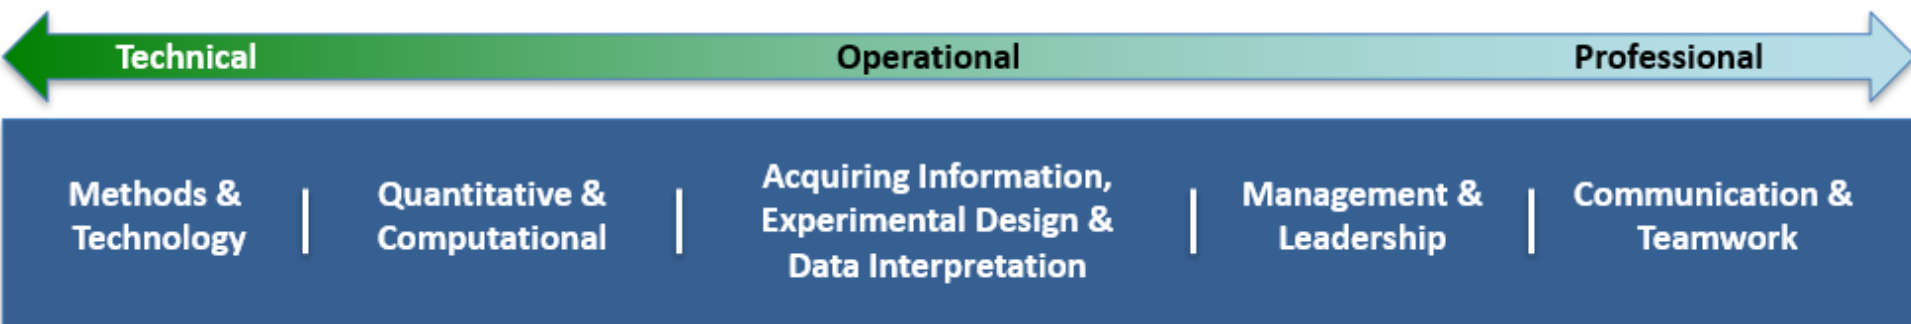 Technical Operational Professional
Methods &
Technology
Quantitative &
Computational
Acquiring Information,
Experimental Design &
Data Interpretation
Management &
Leadership
Communication &
Teamwork